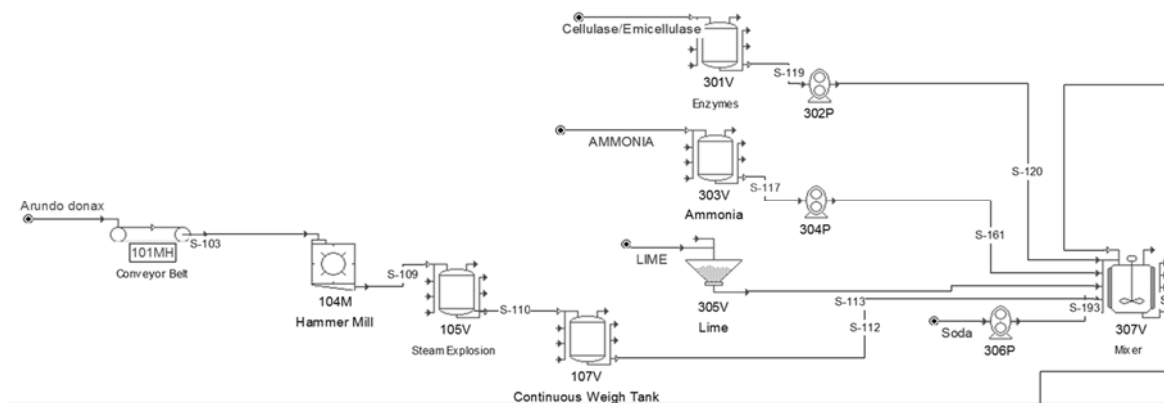 Cellulase/Emicellulase
S-119
301V
Enzymes
302P
AMMONIA
S-117
303V
Ammonia
304P
S-120
S-161
Arundo donax
S-103
101MH
Conveyor Belt
104M
Hammer Mill
S-109
105V
Steam Explosion
S-110
107V
Continuous Weigh Tank
LIME
305V
Lime
S-113
S-112
Soda
306P
S-193
307V
Mixer